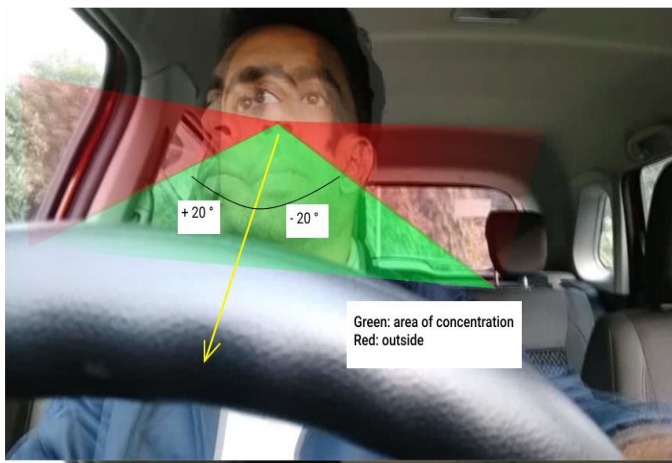 + 20 °
- 20 °
Green: area of concentration
Red: outside